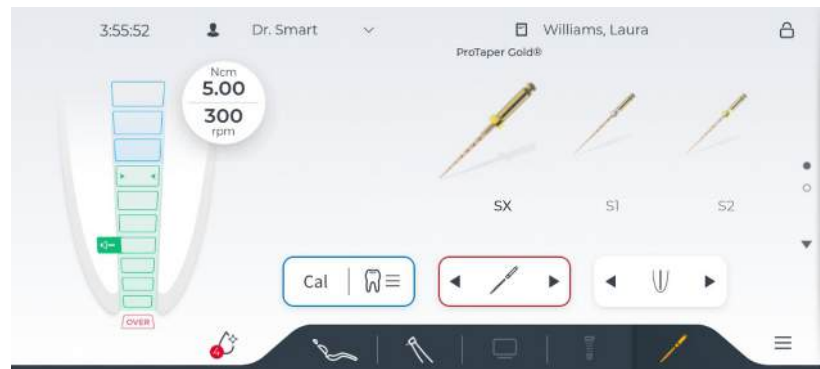 3:55:52
Dr. Smart
Williams, Laura
ProTaper Gold®
Ncm
5.00
300
rpm
SX
S1
S2
Cal
OVER
4